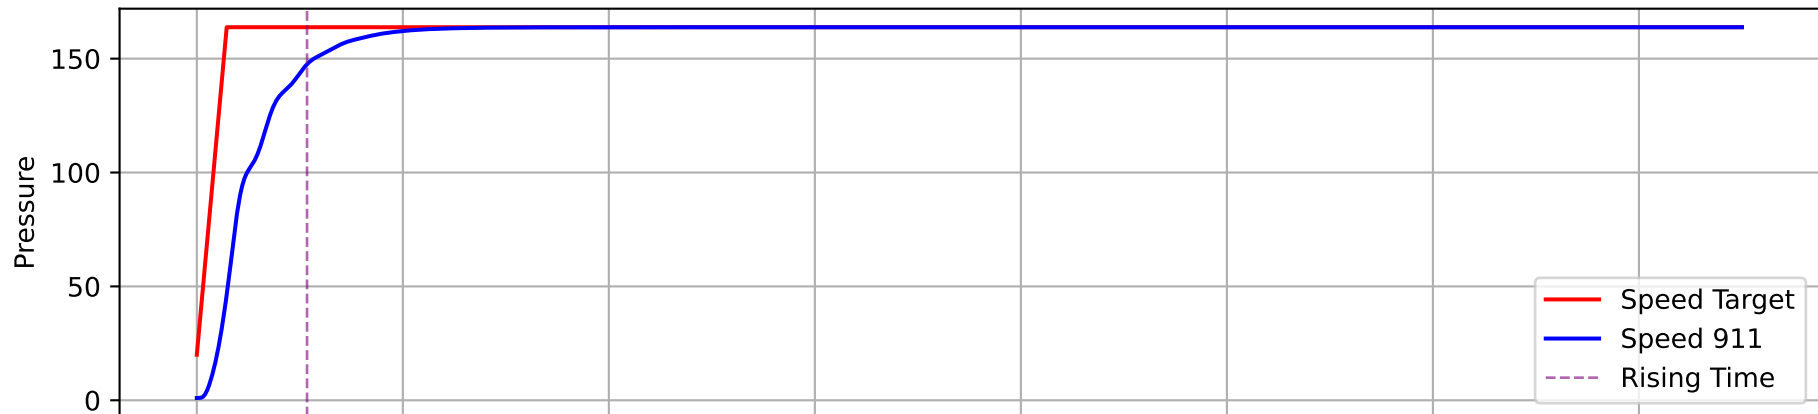 Pressure
150
100
50
0
Speed Target
Speed 911
Rising Time